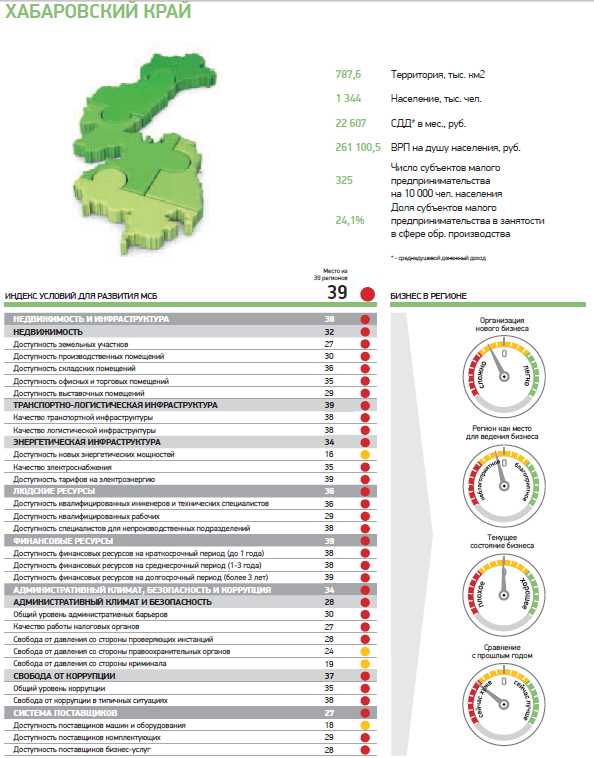 ХАБАРОВСКИЙ КРАЙ
787,6 Территория, тыс. км2
1 344 Население, тыс. чел.
22 607 СДД* в мес., руб.
261 100,5 ВРП на душу населения, руб.
Число субъектов малого
325 предпринимательства
на 10 000 чел. населения
Доля субъектов малого
24,1% предпринимательства в занятости
в сфере обр. производства
* - среднедушевой денежный доход
Место из
39 регионов
ИНДЕКС УСЛОВИЙ ДЛЯ РАЗВИТИЯ МСБ 39
НЕДВИЖИМОСТЬ И ИНФРАСТРУКТУРА 38
НЕДВИЖИМОСТЬ 32
Доступность земельных участков 27
Доступность производственных помещений 30
Доступность складских помещений 36
Доступность офисных и торговых помещений 35
Доступность выставочных помещений 29
ТРАНСПОРТНО-ЛОГИСТИЧЕСКАЯ ИНФРАСТРУКТУРА 39
Качество транспортной инфраструктуры 38
Качество логистической инфраструктуры 38
ЭНЕРГЕТИЧЕСКАЯ ИНФРАСТРУКТУРА 34
Доступность новых энергетических мощностей 16
Качество электроснабжения 35
Доступность тарифов на электроэнергию 39
ЛЮДСКИЕ РЕСУРСЫ 36
Доступность квалифицированных инженеров и технических специалистов 36
Доступность квалифицированных рабочих 29
Доступность специалистов для непроизводственных подразделений 38
ФИНАНСОВЫЕ РЕСУРСЫ 39
Доступность финансовых ресурсов на краткосрочный период (до 1 года) 38
Доступность финансовых ресурсов на среднесрочный период (1-3 года) 38
Доступность финансовых ресурсов на долгосрочный период (более 3 лет) 39
АДМИНИСТРАТИВНЫЙ КЛИМАТ, БЕЗОПАСНОСТЬ И КОРРУПЦИЯ 34
АДМИНИСТРАТИВНЫЙ КЛИМАТ И БЕЗОПАСНОСТЬ 28
Общий уровень административных барьеров 30
Качество работы налоговых органов 27
Свобода от давления со стороны проверяющих инстанций 28
Свобода от давления со стороны правоохранительных органов 24
Свобода от давления со стороны криминала 19
СВОБОДА ОТ КОРРУПЦИИ 37
Общий уровень коррупции 35
Свобода от коррупции в типичных ситуациях 38
СИСТЕМА ПОСТАВЩИКОВ 27
Доступность поставщиков машин и оборудования 18
Доступность поставщиков комплектующих 29
Доступность поставщиков бизнес-услуг 28
БИЗНЕС В РЕГИОНЕ
Организация
нового бизнеса
0
сложно легко
Регион как место
для ведения бизнеса
0
неблагоприятное благоприятное
Текущее
состояние бизнеса
плохое хорошее
Сравнение
с прошлым годом
0
сейчас хуже сейчас лучше